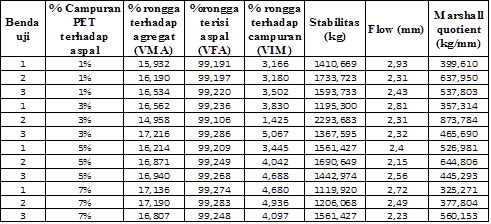 Benda uji % Campuran PET terhadap aspal % rongga terhadap agregat (VMA) %rongga terisi aspal (VFA) % rongga terhadap campuran (VIM) Stabilitas (kg) Flow (mm) Marshall quotient (kg/mm)
1 1% 15,932 99,191 3,166 1410,669 2,93 399,610
2 1% 16,190 99,197 3,180 1733,723 2,31 637,950
3 1% 16,534 99,220 3,502 1593,733 2,43 537,803
1 3% 16,562 99,236 3,830 1195,300 2,81 357,314
2 3% 14,958 99,106 1,425 2293,683 2,31 873,784
3 3% 17,216 99,286 5,067 1367,595 2,32 465,690
1 5% 16,214 99,209 3,445 1561,427 2,4 526,981
2 5% 16,871 99,249 4,042 1690,649 2,15 644,806
3 5% 16,940 99,268 4,688 1442,974 2,56 445,293
1 7% 17,136 99,274 4,680 1119,920 2,72 325,271
2 7% 17,190 99,283 4,936 1206,068 2,49 377,804
2 7% 16,807 99,248 4,097 1561,427 2,23 560,153